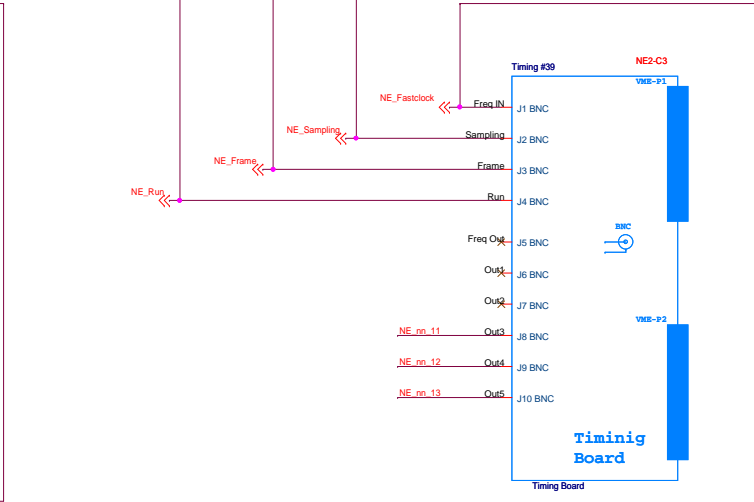 Timing #39
NE2-C3
VME-P1
NE_Fastclock
Freq IN
J1 BNC
NE_Sampling
Sampling
J2 BNC
NE_Frame
Frame
J3 BNC
NE_Run
Run
J4 BNC
BNC
Freq Out
J5 BNC
Out1
J6 BNC
Out2
J7 BNC
VME-P2
NE_nn_11
Out3
J8 BNC
NE_nn_12
Out4
J9 BNC
NE_nn_13
Out5
J10 BNC
Timinig
Board
Timing Board